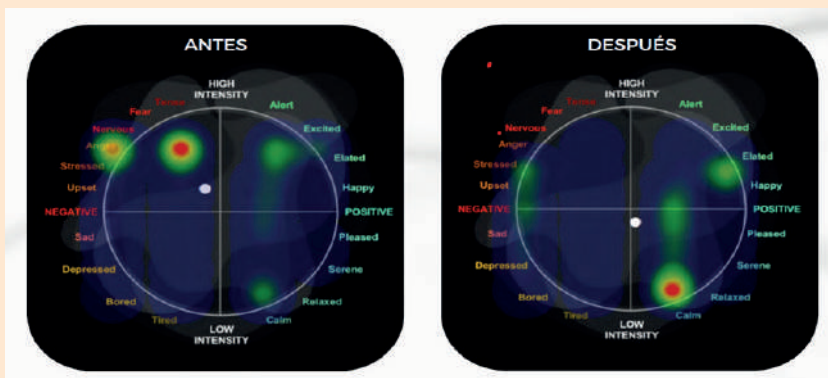 ANTES
HIGH
INTENSITY
Terror
Fear
Alert
Nervous
Excited
Anger
Stressed
Elated
Upset
Happy
NEGATIVE
POSITIVE
Sad
Pleased
Depressed
Serene
Bored
Relaxed
Tired
Calm
LOW
INTENSITY
DESPUÉS
HIGH
INTENSITY
Terror
Fear
Alert
Nervous
Excited
Anger
Stressed
Elated
Upset
Happy
NEGATIVE
POSITIVE
Sad
Pleased
Depressed
Serene
Bored
Relaxed
Tired
Calm
LOW
INTENSITY